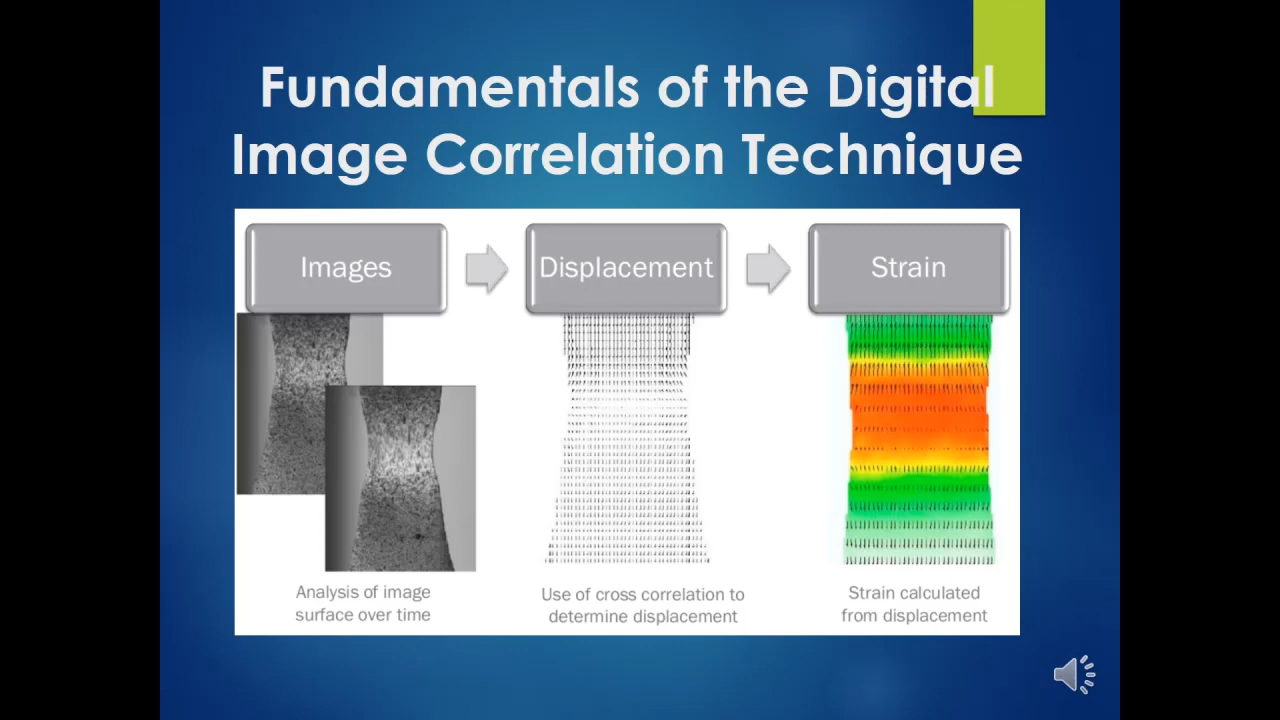 Fundamentals of the Digital
Image Correlation Technique
Images
Displacement
Strain
Analysis of image
surface over time
Use of cross correlation to
determine displacement
Strain calculated
from displacement